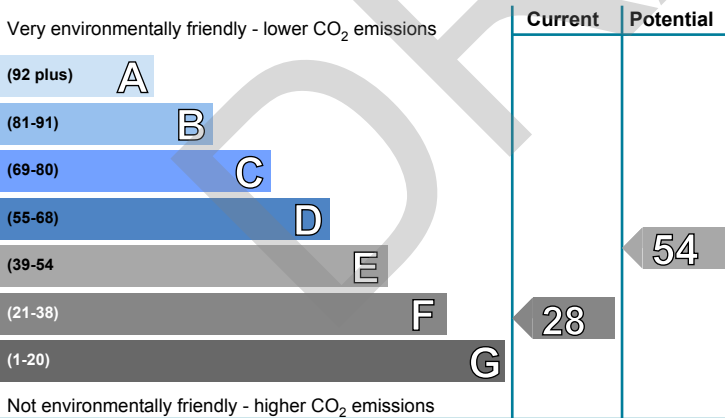 Current Potential
Very environmentally friendly - lower CO2 emissions
(92 plus) A
(81-91) B
(69-80) C
(55-68) D
(39-54 E
54
(21-38) F
28
(1-20) G
Not environmentally friendly - higher CO2 emissions